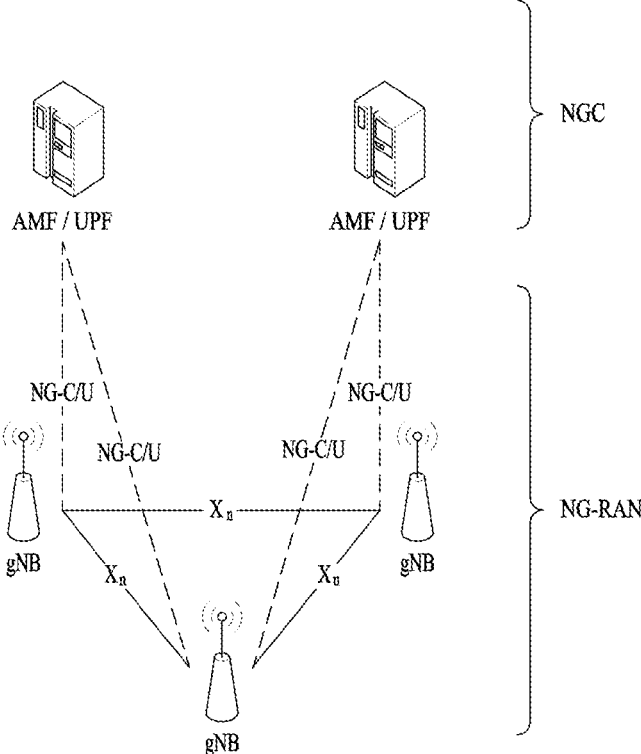 NGC
AMF / UPF
AMF / UPF
NG-C/U
NG-C/U
NG-C/U
NG-C/U
Xn
NG-RAN
gNB
gNB
Xn
Xn
gNB